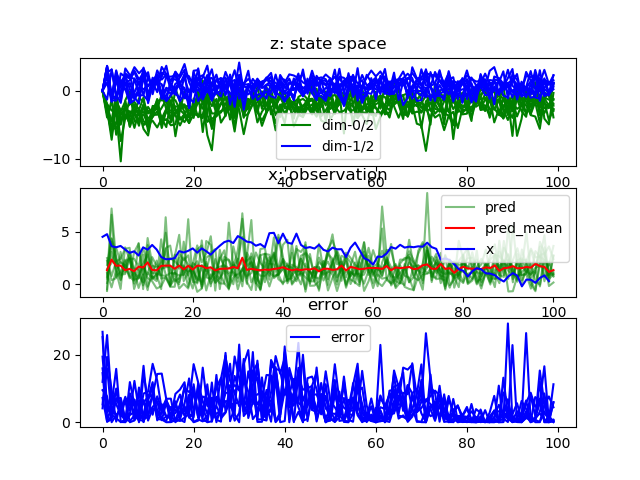 z: state space
0
−10
dim-0/2
dim-1/2
0 20 40 60 80 100
x: observation
5
0
pred
pred_mean
x
0 20 40 60 80 100
error
20
0
error
0 20 40 60 80 100